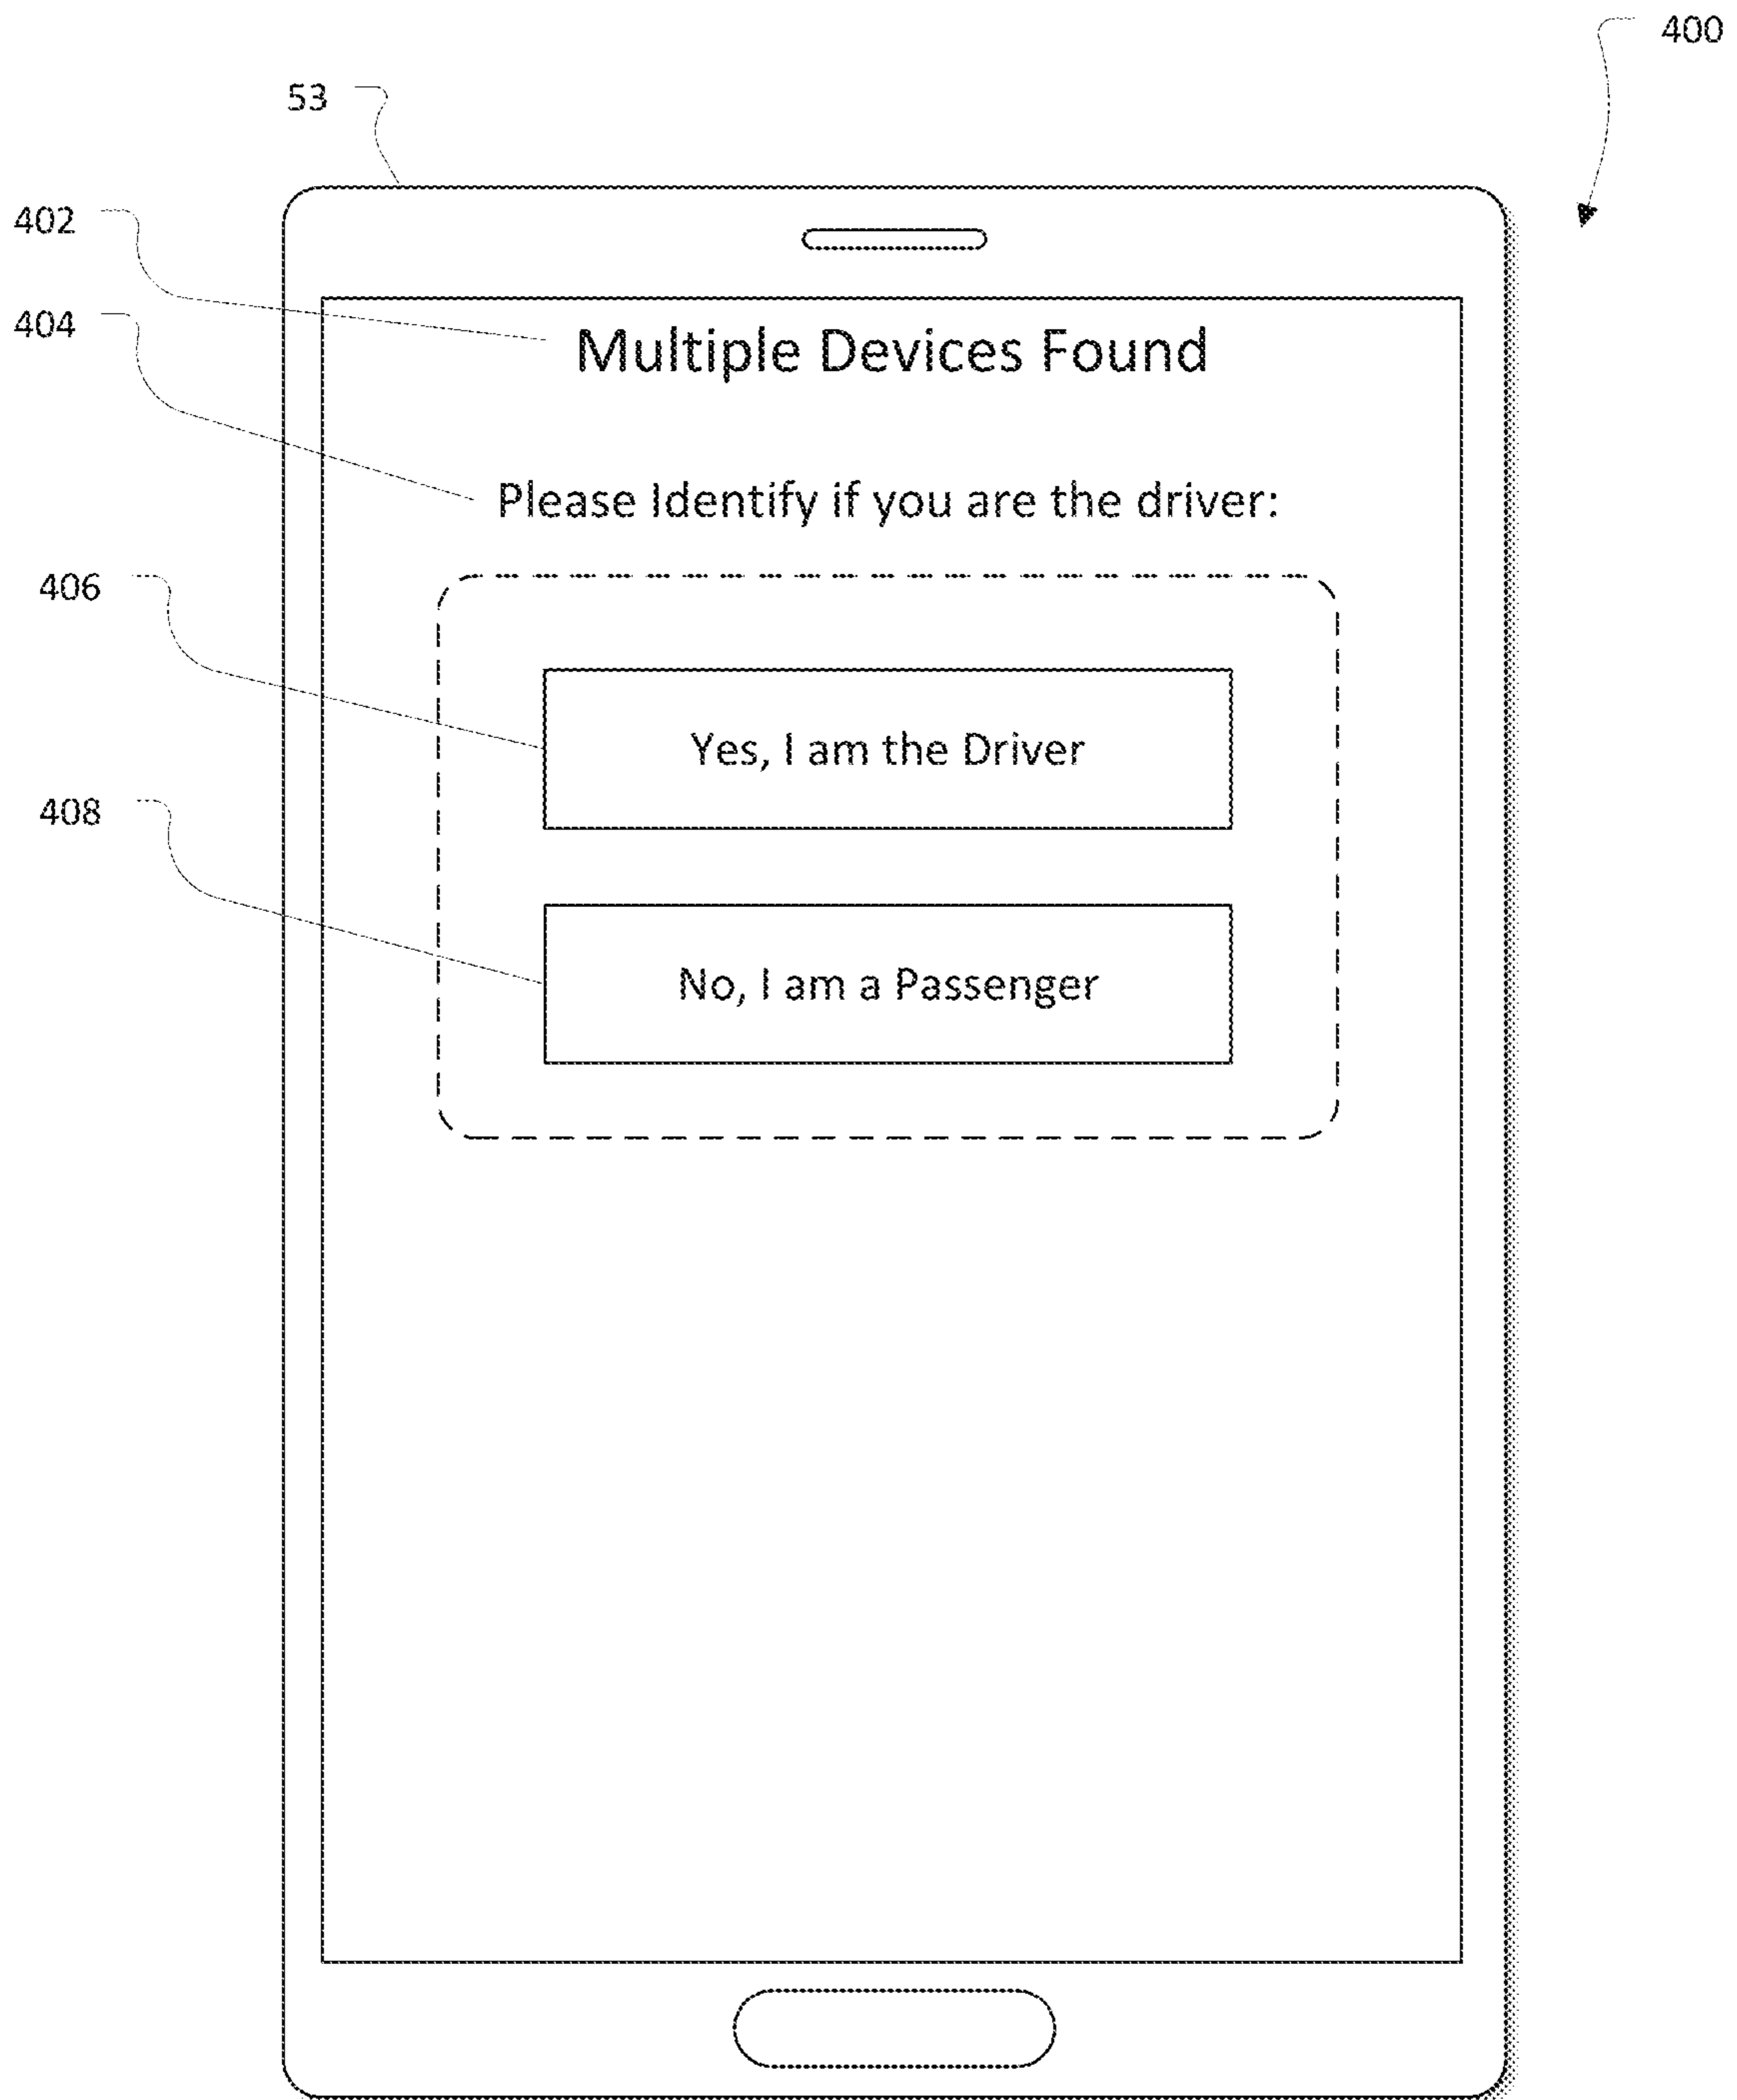 400
53
402
Multiple Devices Found
404
Please Identify if you are the driver:
406
Yes, I am the Driver
408
No, I am a Passenger